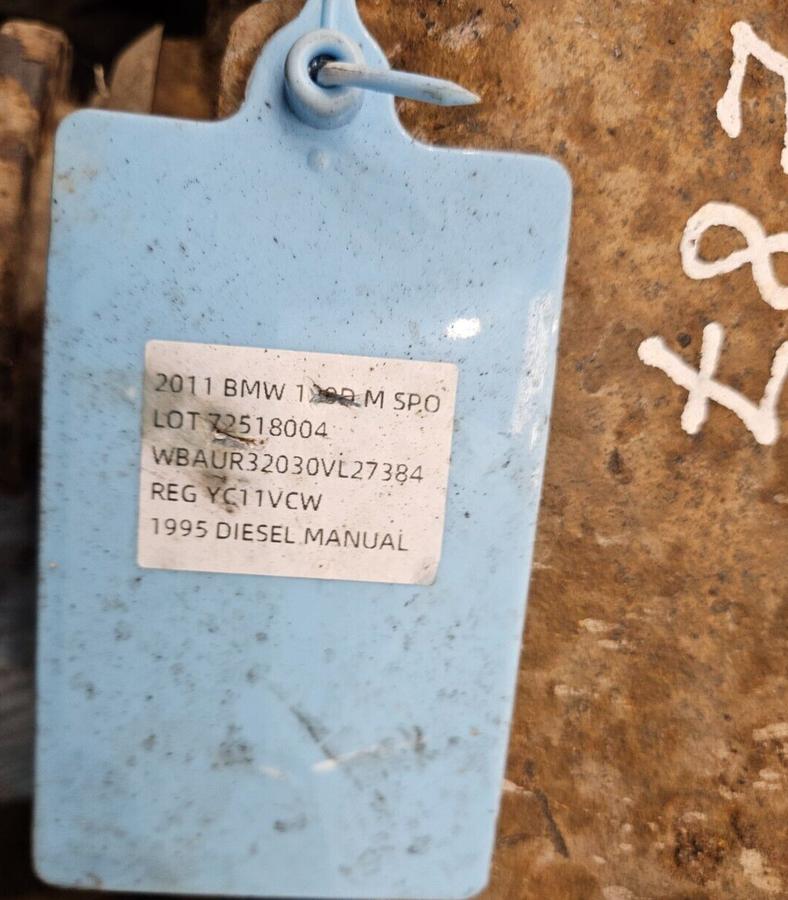 2011 BMW M SPO
LOT 72518004
WBAUR32030VL27384
REG YC11VCW
1995 DIESEL MANUAL